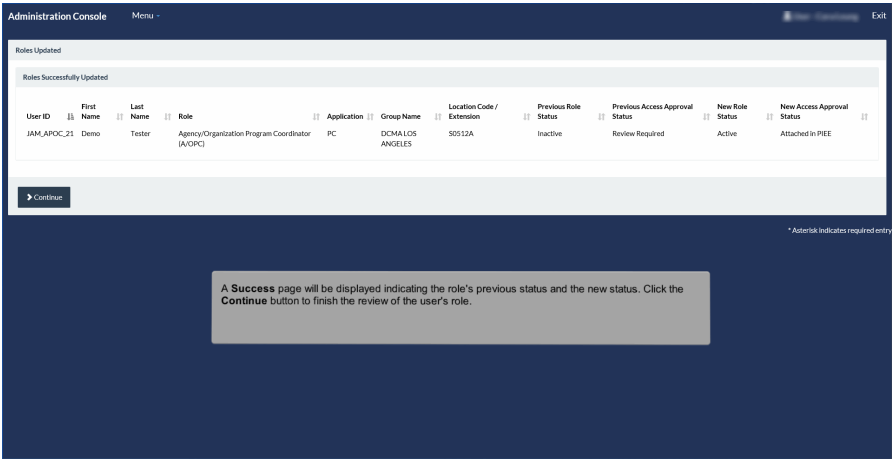 Administration Console Menu Exit
Roles Updated
Roles Successfully Updated
User ID First Name Last Name Role Application Group Name Location Code / Extension Previous Role Status Previous Access Approval Status New Role Status New Access Approval Status
JAM_APOC_21 Demo Tester Agency/Organization Program Coordinator (A/OPC) PC DCMA LOS ANGELES S0512A Inactive Review Required Active Attached in PIEE
Continue
* Asterisk indicates required entry
A Success page will be displayed indicating the role's previous status and the new status. Click the
Continue button to finish the review of the user's role.